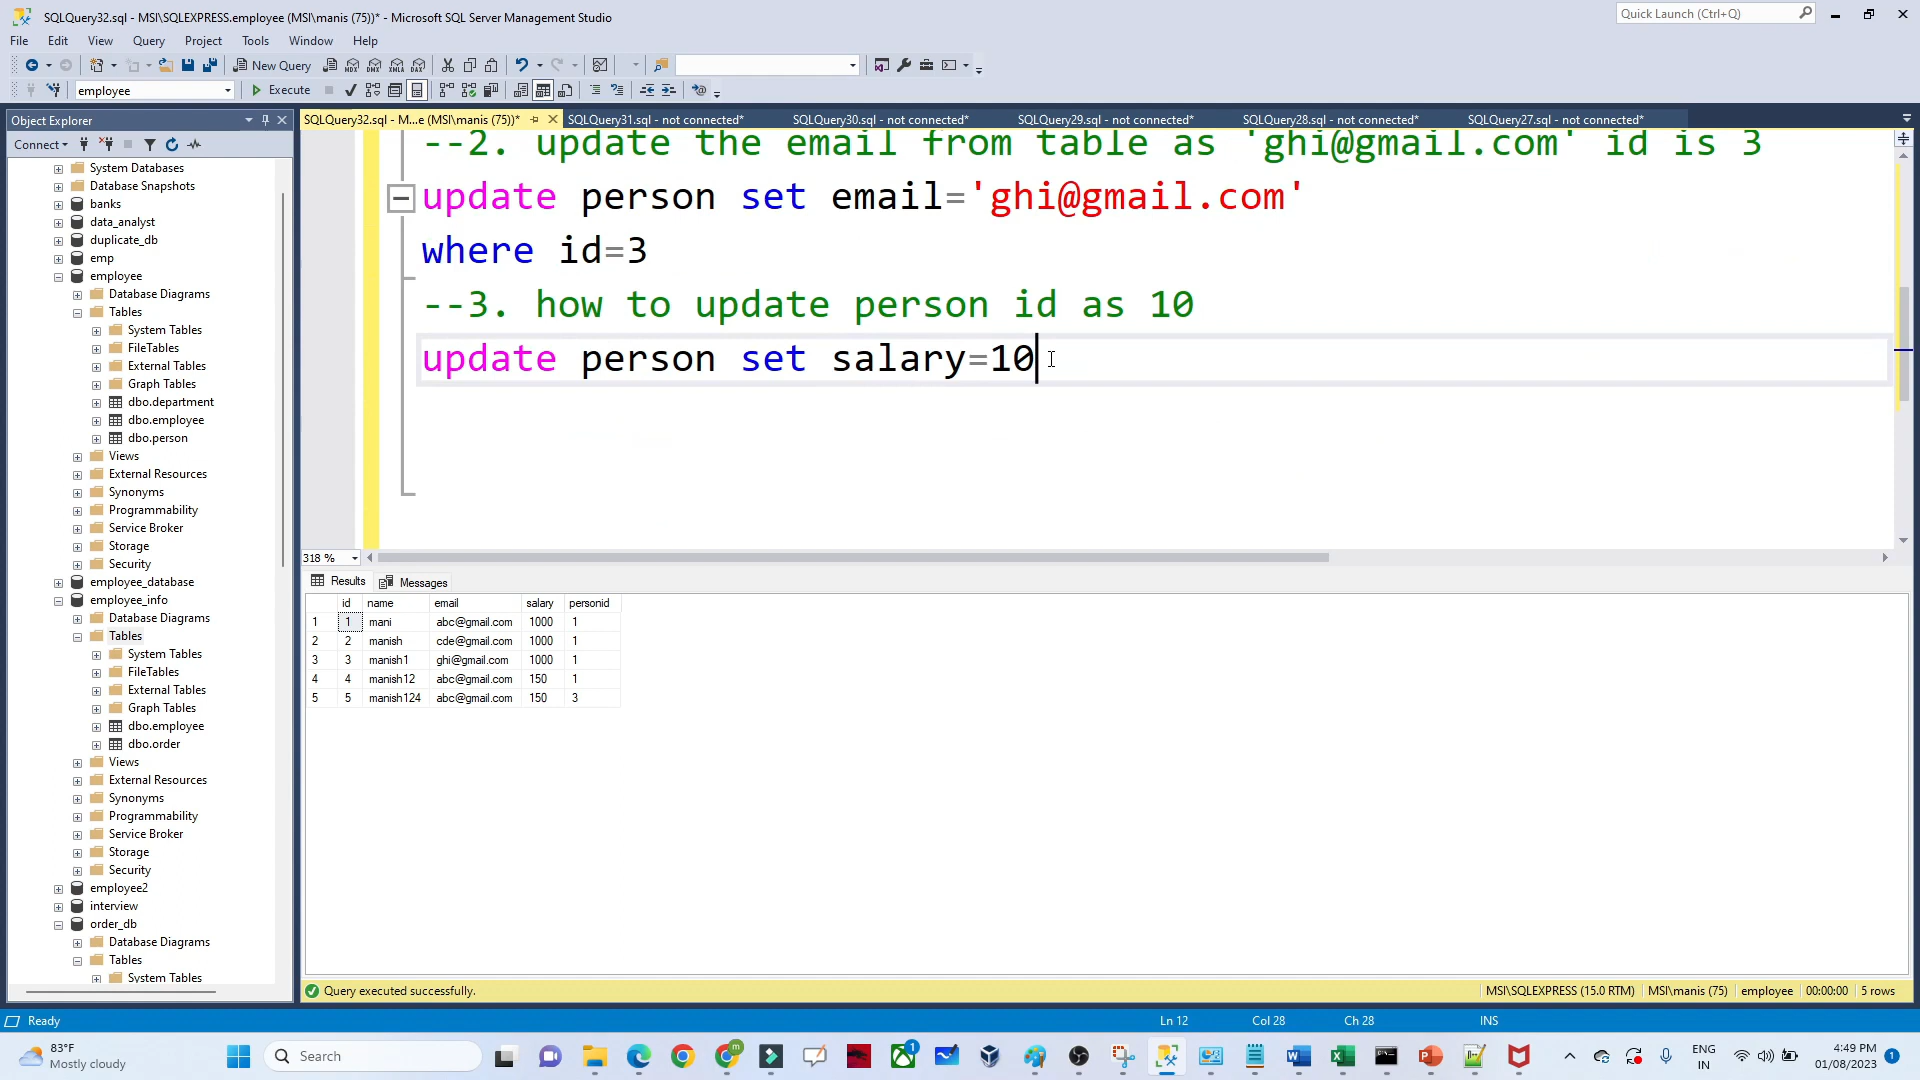 SQLQuery32.sql - MSI\SQLEXPRESS.employee (MSI\manis (75))* - Microsoft SQL Server Management Studio
Quick Launch (Ctrl+Q)
File Edit View Query Project Tools Window Help
New Query
employee Execute
Object Explorer
SQLQuery32.sql - M...e (MSI\manis (75))* SQLQuery31.sql - not connected* SQLQuery30.sql - not connected* SQLQuery29.sql - not connected* SQLQuery28.sql - not connected* SQLQuery27.sql - not connected*
Connect
System Databases
Database Snapshots
banks
data_analyst
duplicate_db
emp
employee
Database Diagrams
Tables
System Tables
FileTables
External Tables
Graph Tables
dbo.department
dbo.employee
dbo.person
Views
External Resources
Synonyms
Programmability
Service Broker
Storage
Security
employee_database
employee_info
Database Diagrams
Tables
System Tables
FileTables
External Tables
Graph Tables
dbo.employee
dbo.order
Views
External Resources
Synonyms
Programmability
Service Broker
Storage
Security
employee2
interview
order_db
Database Diagrams
Tables
System Tables
--2. update the email from table as 'ghi@gmail.com' id is 3
update person set email='ghi@gmail.com'
where id=3
--3. how to update person id as 10
update person set salary=10
318 %
Results Messages
id name email salary personid
1 1 mani abc@gmail.com 1000 1
2 2 manish cde@gmail.com 1000 1
3 3 manish1 ghi@gmail.com 1000 1
4 4 manish12 abc@gmail.com 150 1
5 5 manish124 abc@gmail.com 150 3
Query executed successfully.
MSI\SQLEXPRESS (15.0 RTM) MSI\manis (75) employee 00:00:00 5 rows
Ready
Ln 12 Col 28 Ch 28 INS
83°F
Mostly cloudy
Search
m
1
ENG
IN
4:49 PM
01/08/2023
1